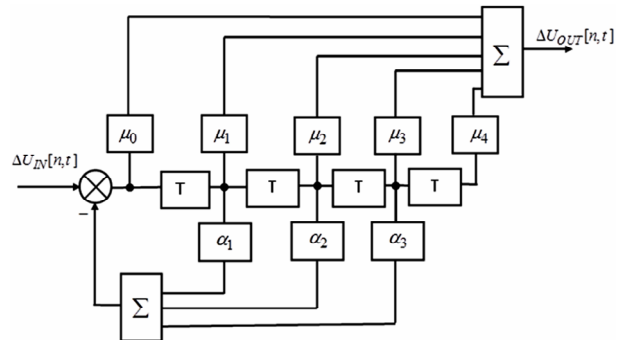 ΔU_OUT[n,t]
Σ
μ₀ μ₁ μ₂ μ₃ μ₄
ΔU_IN[n,t]
T T T T
−
α₁ α₂ α₃
Σ